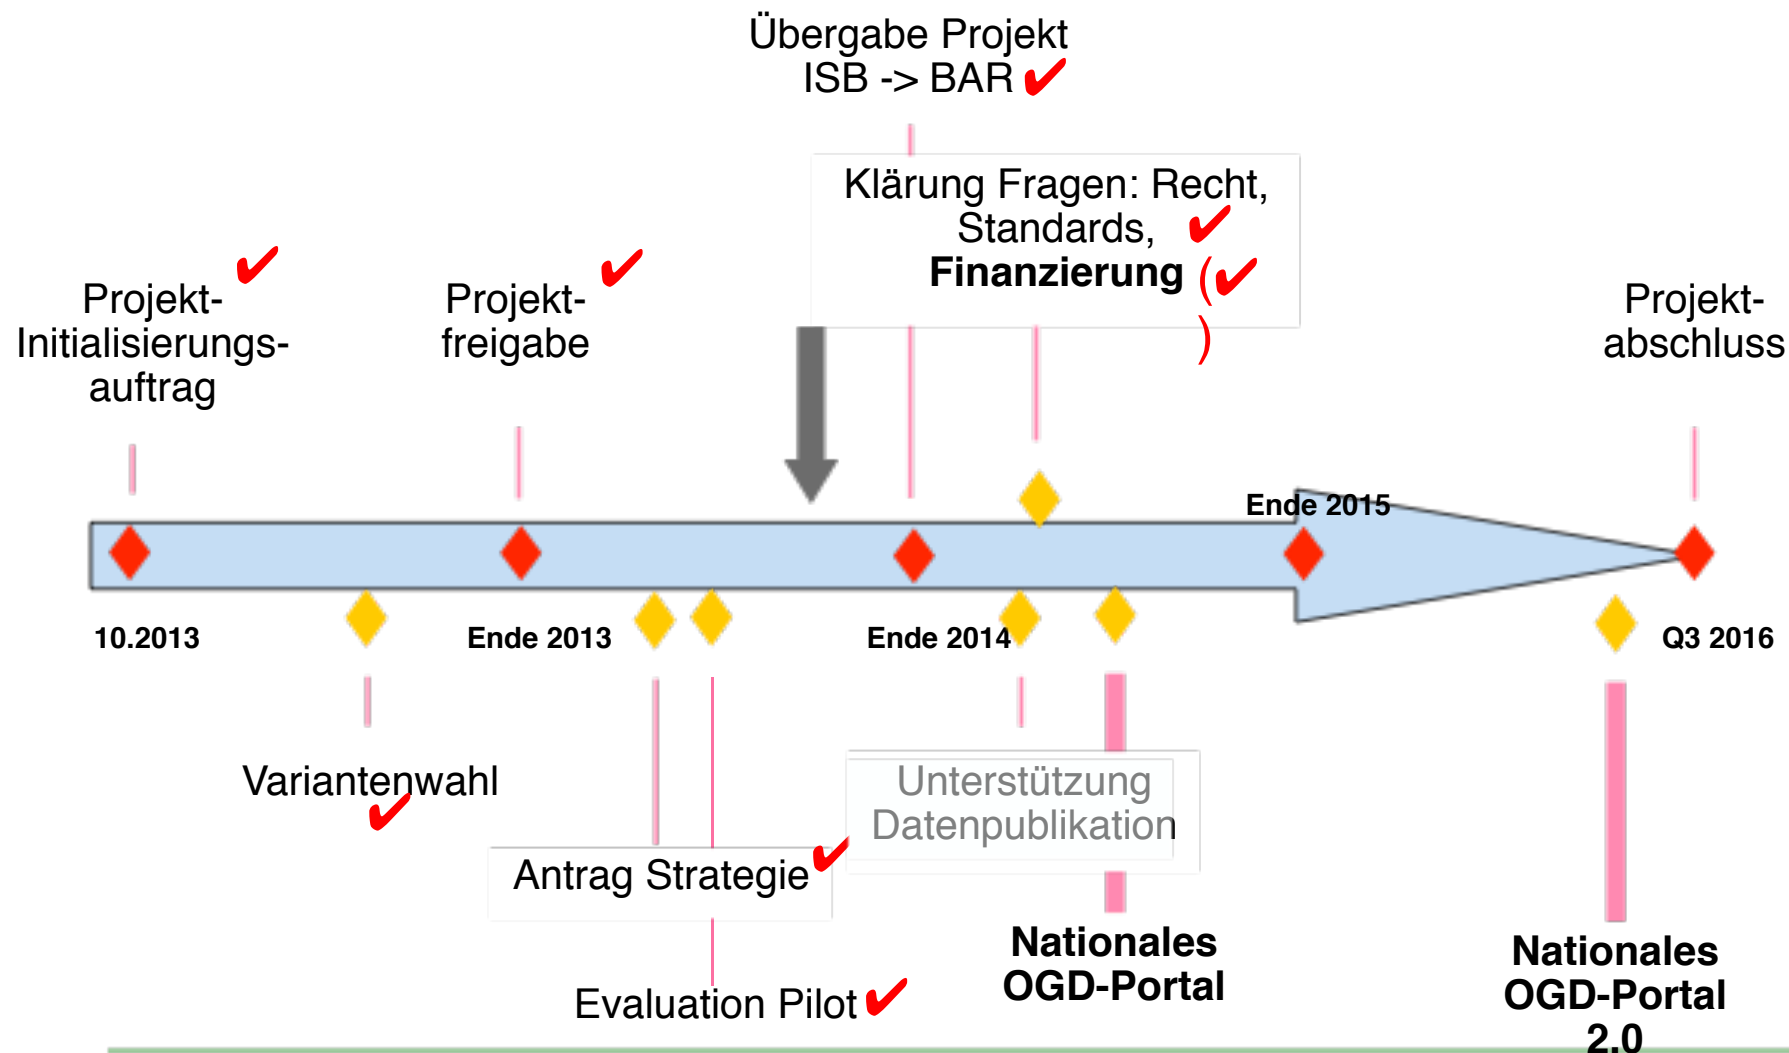 Übergabe Projekt
ISB -> BAR ✔
Klärung Fragen: Recht,
Standards, ✔
Finanzierung (✔
)
Projekt-
Initialisierungs-
auftrag
✔
Projekt-
freigabe
✔
Projekt-
abschluss
Ende 2015
10.2013
Ende 2013
Ende 2014
Q3 2016
Variantenwahl
✔
Unterstützung
Datenpublikation
Antrag Strategie ✔
Evaluation Pilot ✔
Nationales
OGD-Portal
Nationales
OGD-Portal
2.0